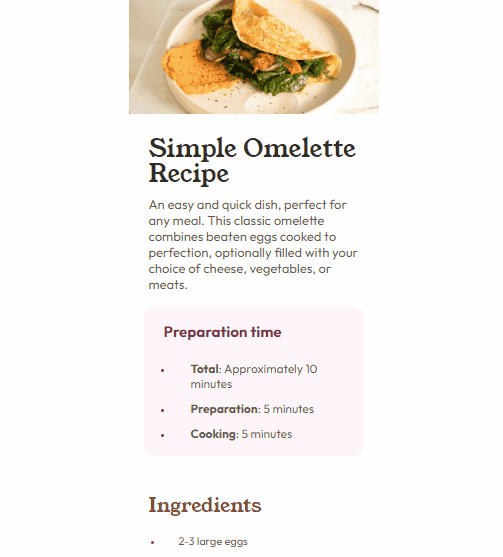 Simple Omelette
Recipe
An easy and quick dish, perfect for
any meal. This classic omelette
combines beaten eggs cooked to
perfection, optionally filled with your
choice of cheese, vegetables, or
meats.
Preparation time
• Total: Approximately 10
minutes
• Preparation: 5 minutes
• Cooking: 5 minutes
Ingredients
• 2-3 large eggs